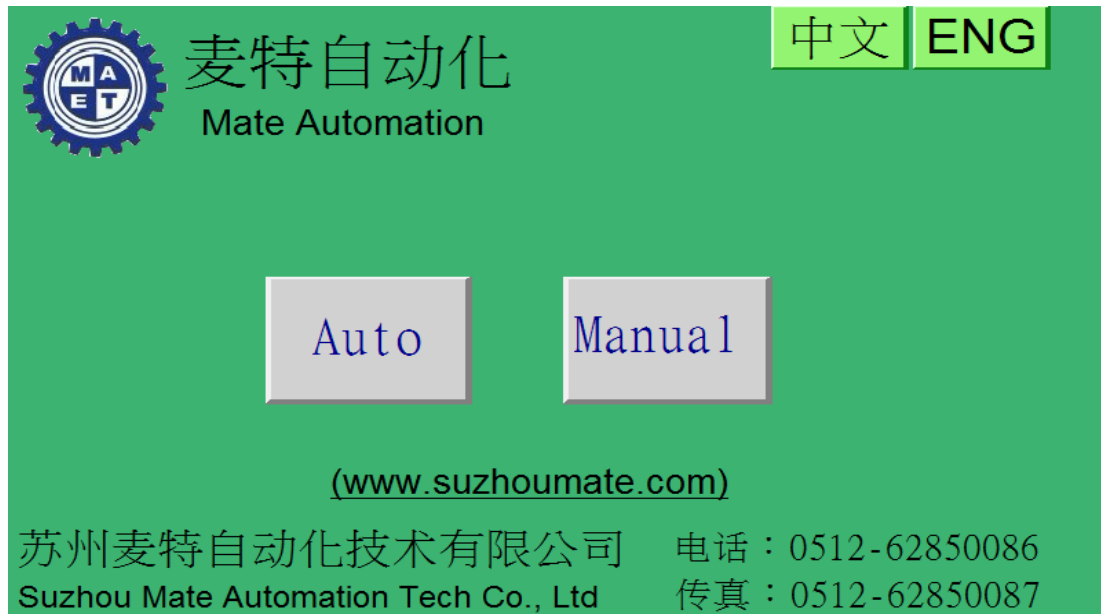 MA
ET
麦特自动化
Mate Automation
中文 ENG
Auto Manual
(www.suzhoumate.com)
苏州麦特自动化技术有限公司 电话：0512-62850086
Suzhou Mate Automation Tech Co., Ltd 传真：0512-62850087